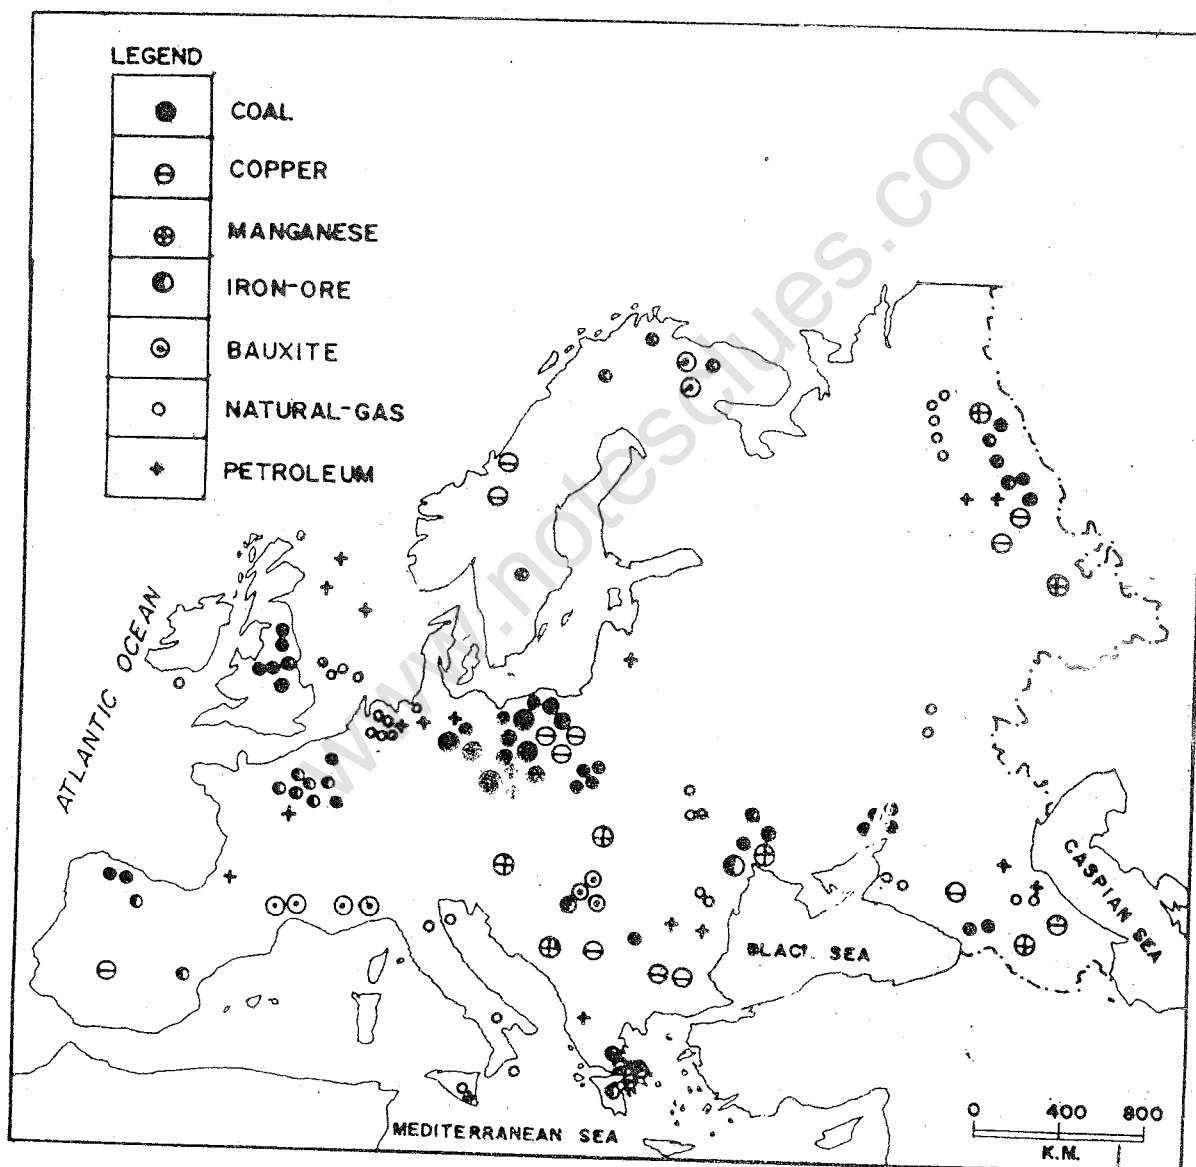 LEGEND
COAL
COPPER
MANGANESE
IRON-ORE
BAUXITE
NATURAL-GAS
PETROLEUM
ATLANTIC OCEAN
www.notesclues.com
CASPIAN SEA
BLAC. SEA
MEDITERRANEAN SEA
0 400 800
K.M.